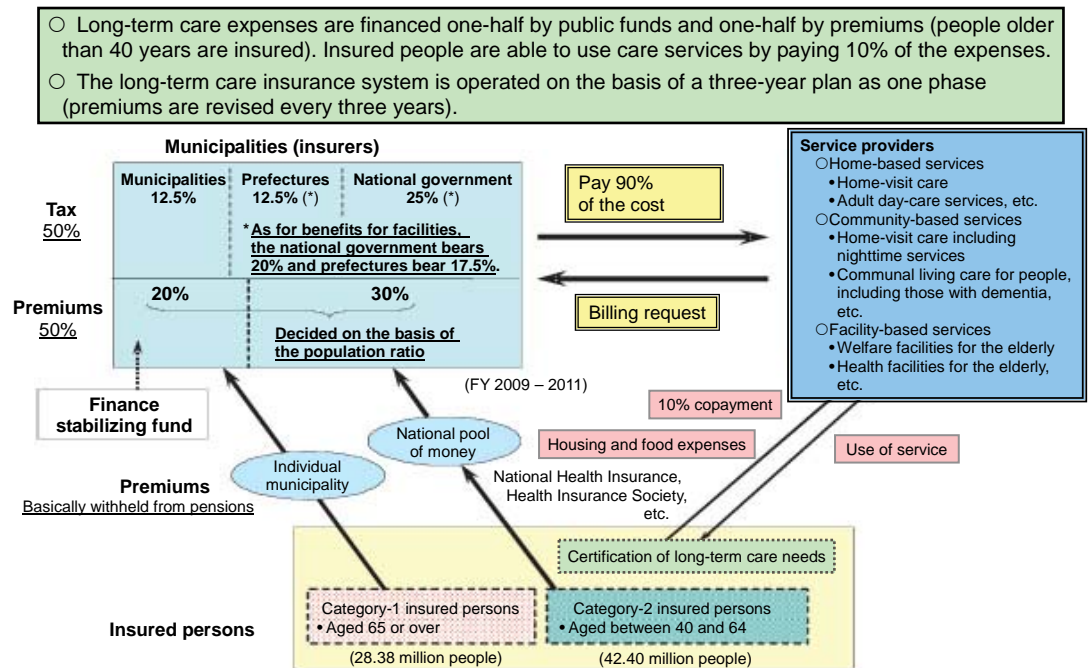 ○ Long-term care expenses are financed one-half by public funds and one-half by premiums (people older
than 40 years are insured). Insured people are able to use care services by paying 10% of the expenses.
○ The long-term care insurance system is operated on the basis of a three-year plan as one phase
(premiums are revised every three years).
Municipalities (insurers)
Tax
50%
Municipalities
12.5%
Prefectures
12.5% (*)
National government
25% (*)
* As for benefits for facilities,
the national government bears
20% and prefectures bear 17.5%.
Premiums
50%
20%
30%
Decided on the basis of
the population ratio
Pay 90%
of the cost
Billing request
Service providers
○Home-based services
•Home-visit care
•Adult day-care services, etc.
○Community-based services
•Home-visit care including
nighttime services
•Communal living care for people,
including those with dementia,
etc.
○Facility-based services
•Welfare facilities for the elderly
•Health facilities for the elderly,
etc.
Finance
stabilizing fund
(FY 2009 – 2011)
10% copayment
Housing and food expenses
Use of service
National pool
of money
Individual
municipality
Premiums
Basically withheld from pensions
National Health Insurance,
Health Insurance Society,
etc.
Certification of long-term care needs
Insured persons
Category-1 insured persons
• Aged 65 or over
(28.38 million people)
Category-2 insured persons
• Aged between 40 and 64
(42.40 million people)